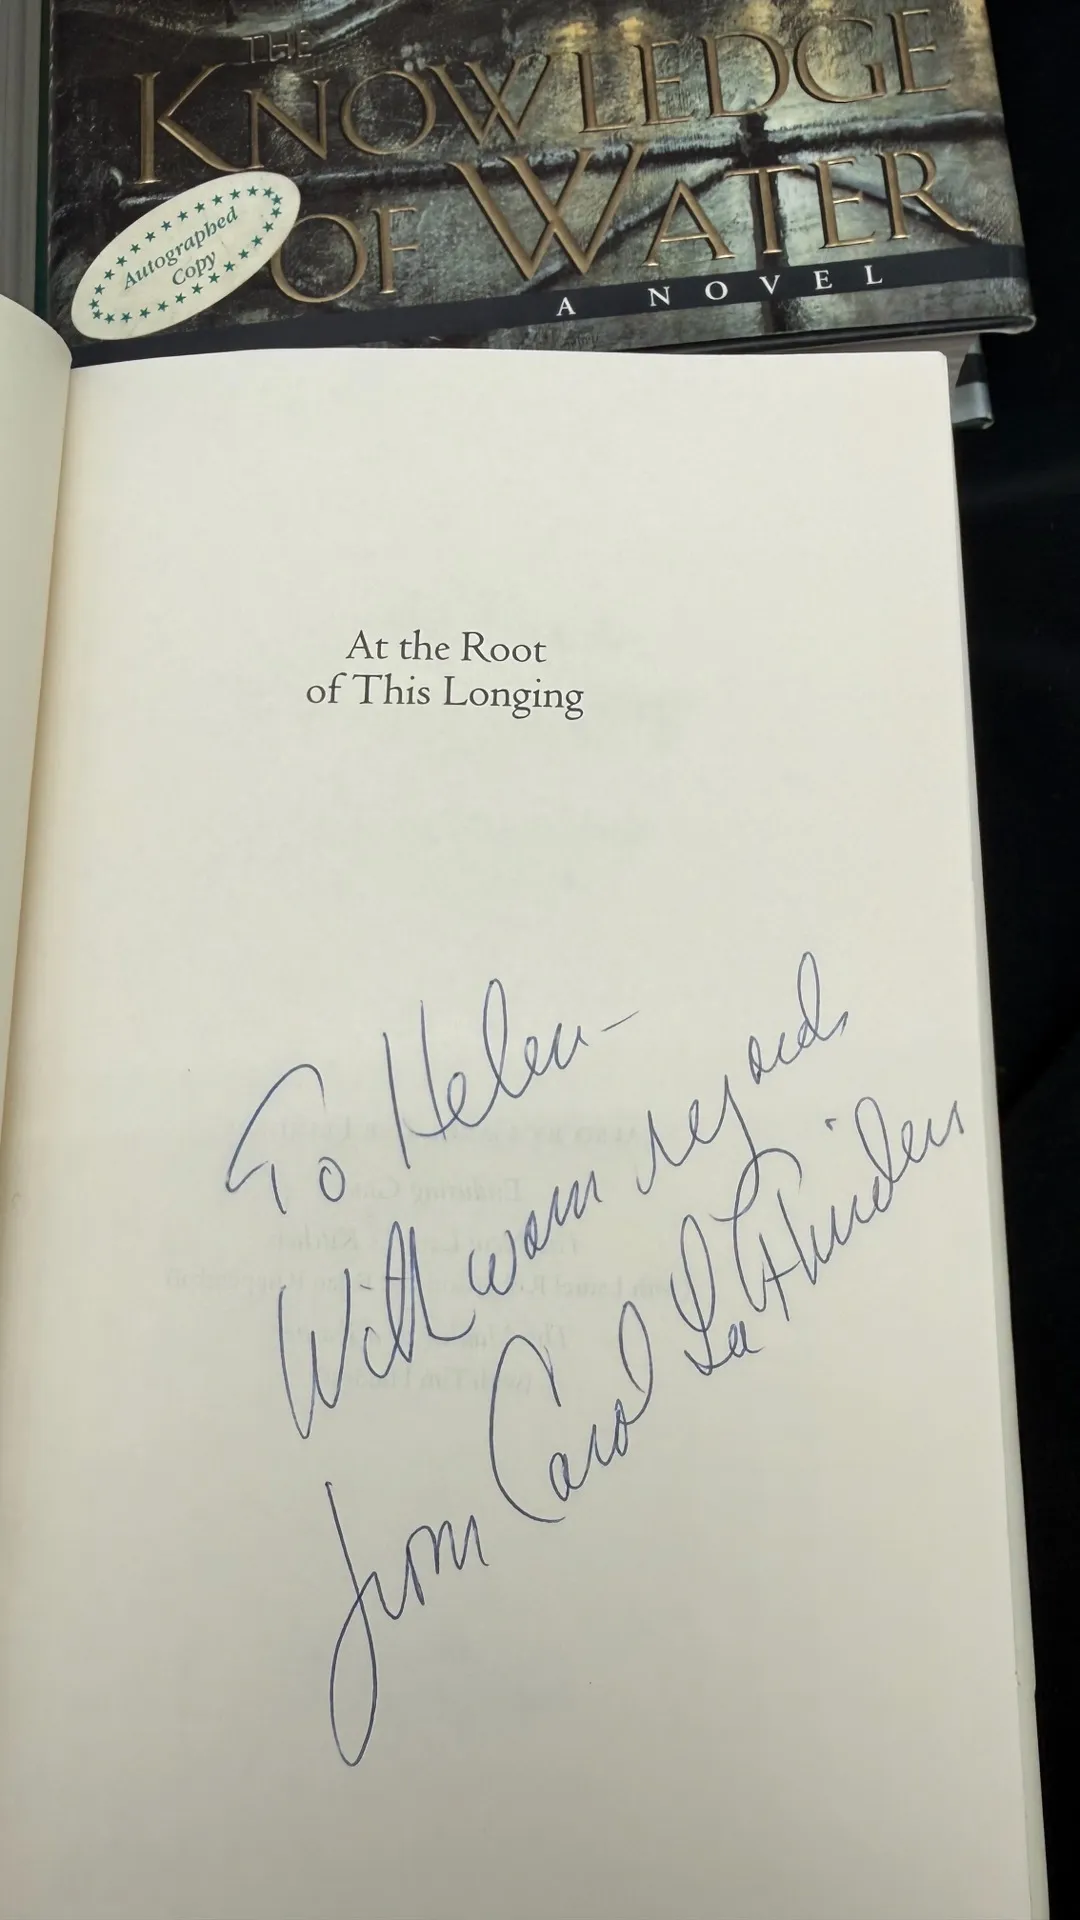 THE
KNOWLEDGE
OF WATER
Autographed
Copy
A NOVEL
At the Root
of This Longing
To Helen –
With warm regards
from Carol Lee Flinders